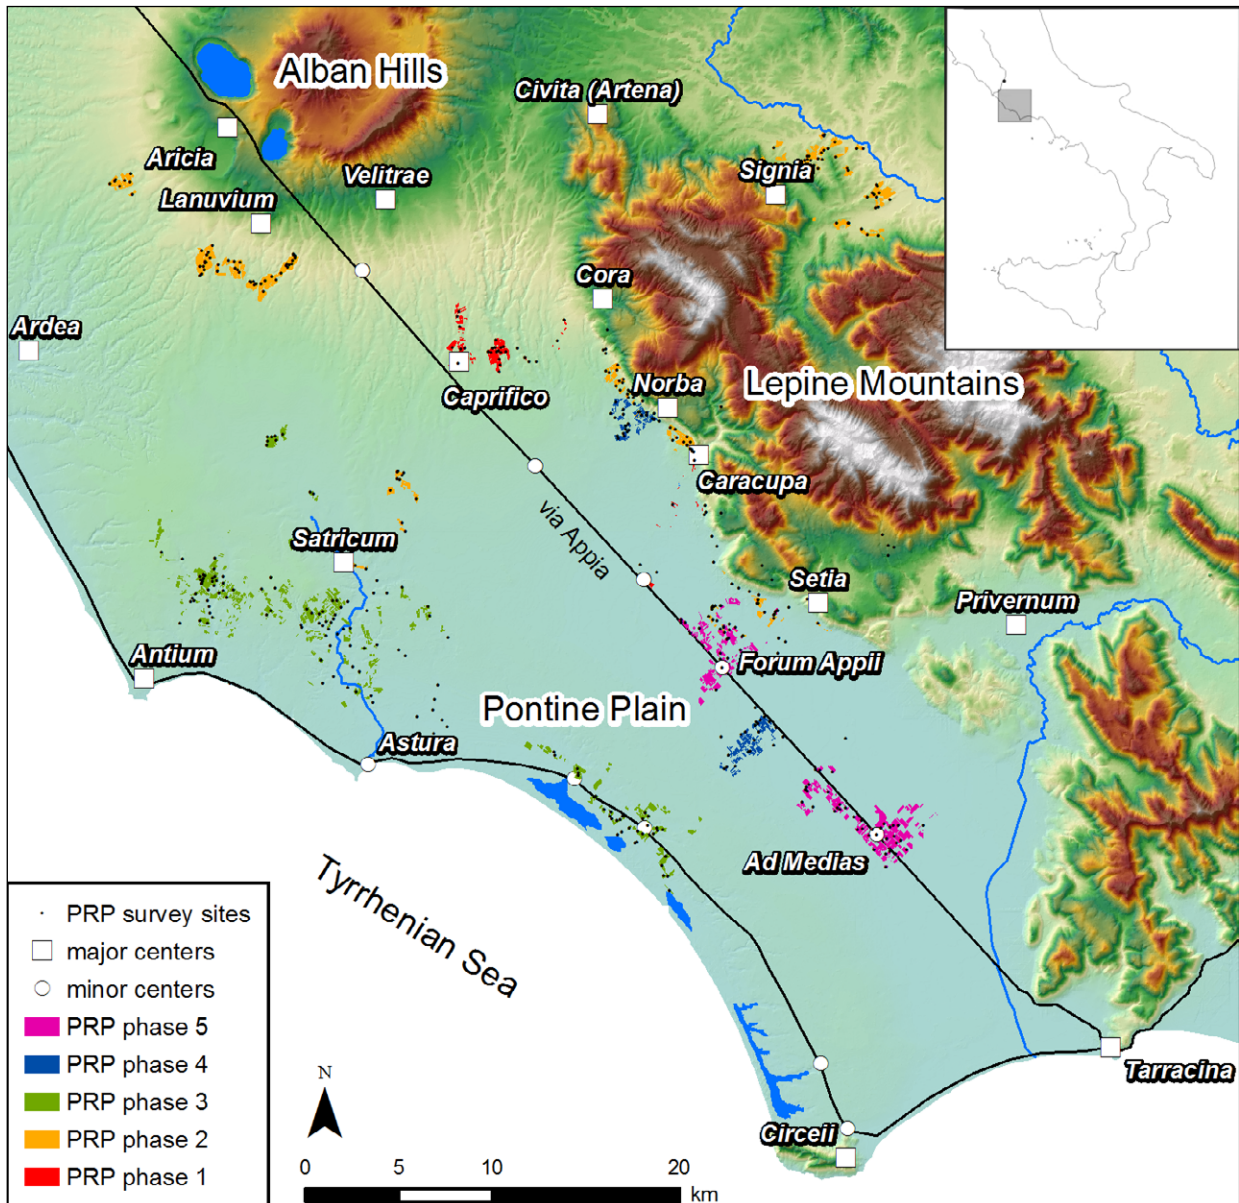 Alban Hills
Civita (Artena)
Aricia
Velitrae
Signia
Lanuvium
Cora
Ardea
Norba
Lepine Mountains
Caprifico
Caracupa
via Appia
Satricum
Setia
Privernum
Antium
Forum Appii
Pontine Plain
Astura
Ad Medias
Tyrrhenian Sea
Tarracina
Circeii
PRP survey sites
major centers
minor centers
PRP phase 5
PRP phase 4
PRP phase 3
PRP phase 2
PRP phase 1
N
0 5 10 20
km